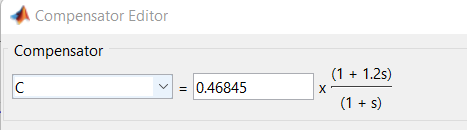 Compensator Editor
Compensator
C = 0.46845 x (1 + 1.2s)
(1 + s)